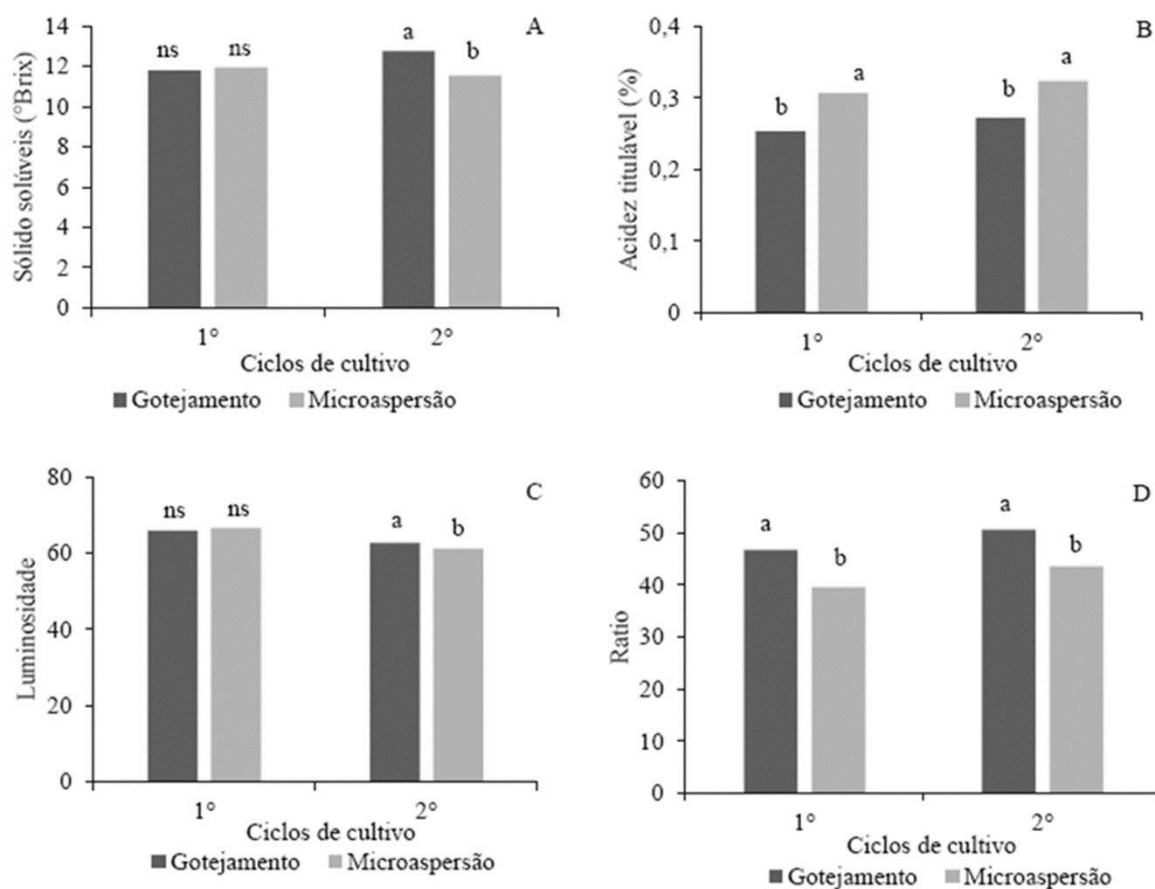 A
Sólido solúveis (°Brix)
14
12
10
8
6
4
2
0
ns ns a b
1° 2°
Ciclos de cultivo
Gotejamento Microaspersão
B
Acidez titulável (%)
0,4
0,3
0,2
0,1
0
b a b a
1° 2°
Ciclos de cultivo
Gotejamento Microaspersão
C
Luminosidade
80
60
40
20
0
ns ns a b
1° 2°
Ciclos de cultivo
Gotejamento Microaspersão
D
Ratio
60
50
40
30
20
10
0
a b a b
1° 2°
Ciclos de cultivo
Gotejamento Microaspersão